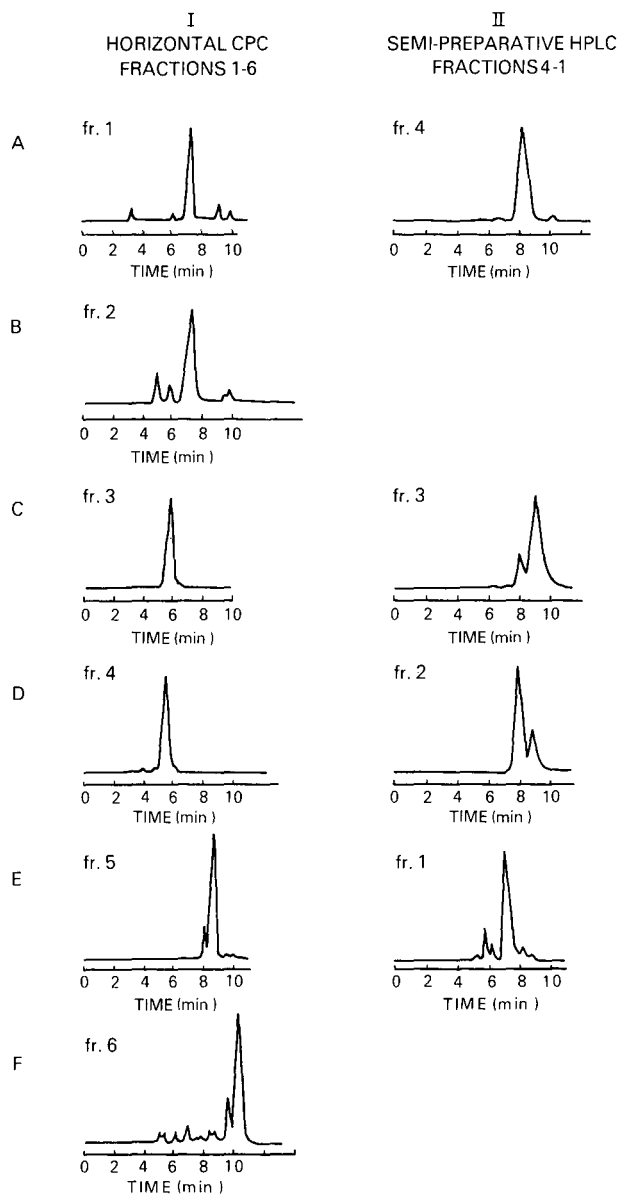 I
HORIZONTAL CPC
FRACTIONS 1-6
II
SEMI-PREPARATIVE HPLC
FRACTIONS 4-1
A
fr. 1
0 2 4 6 8 10
TIME (min)
fr. 4
0 2 4 6 8 10
TIME (min)
B
fr. 2
0 2 4 6 8 10
TIME (min)
C
fr. 3
0 2 4 6 8 10
TIME (min)
fr. 3
0 2 4 6 8 10
TIME (min)
D
fr. 4
0 2 4 6 8 10
TIME (min)
fr. 2
0 2 4 6 8 10
TIME (min)
E
fr. 5
0 2 4 6 8 10
TIME (min)
fr. 1
0 2 4 6 8 10
TIME (min)
F
fr. 6
0 2 4 6 8 10
TIME (min)